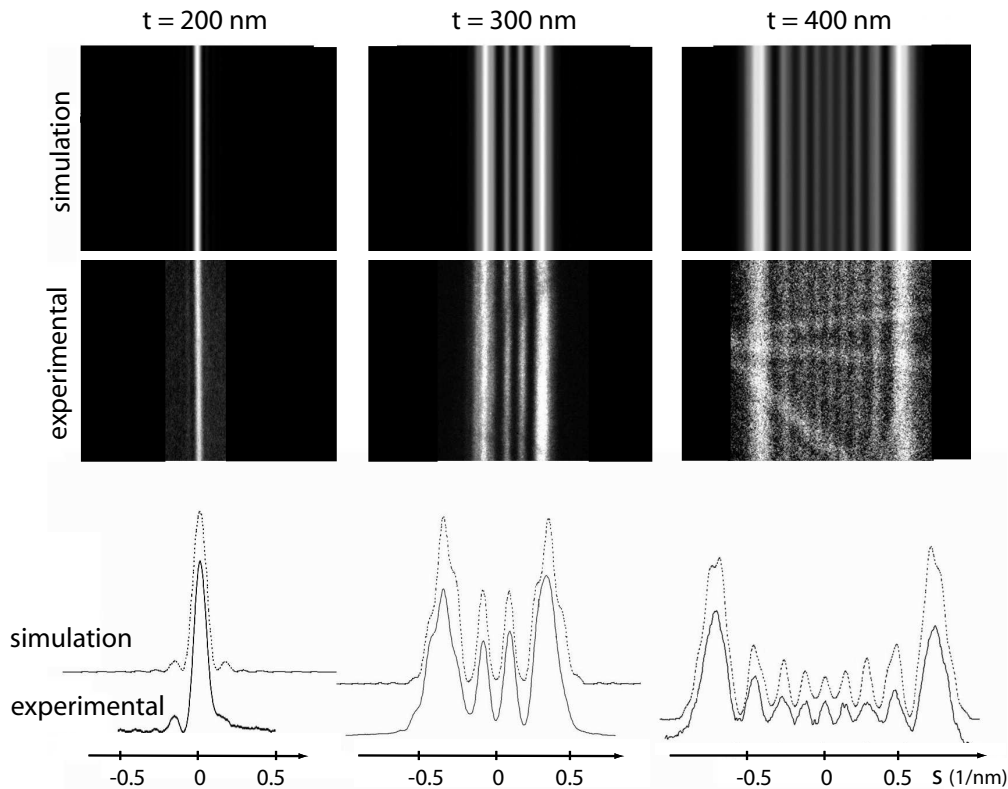 t = 200 nm
t = 300 nm
t = 400 nm
simulation
experimental
simulation
experimental
-0.5 0 0.5
-0.5 0 0.5
-0.5 0 0.5 s (1/nm)